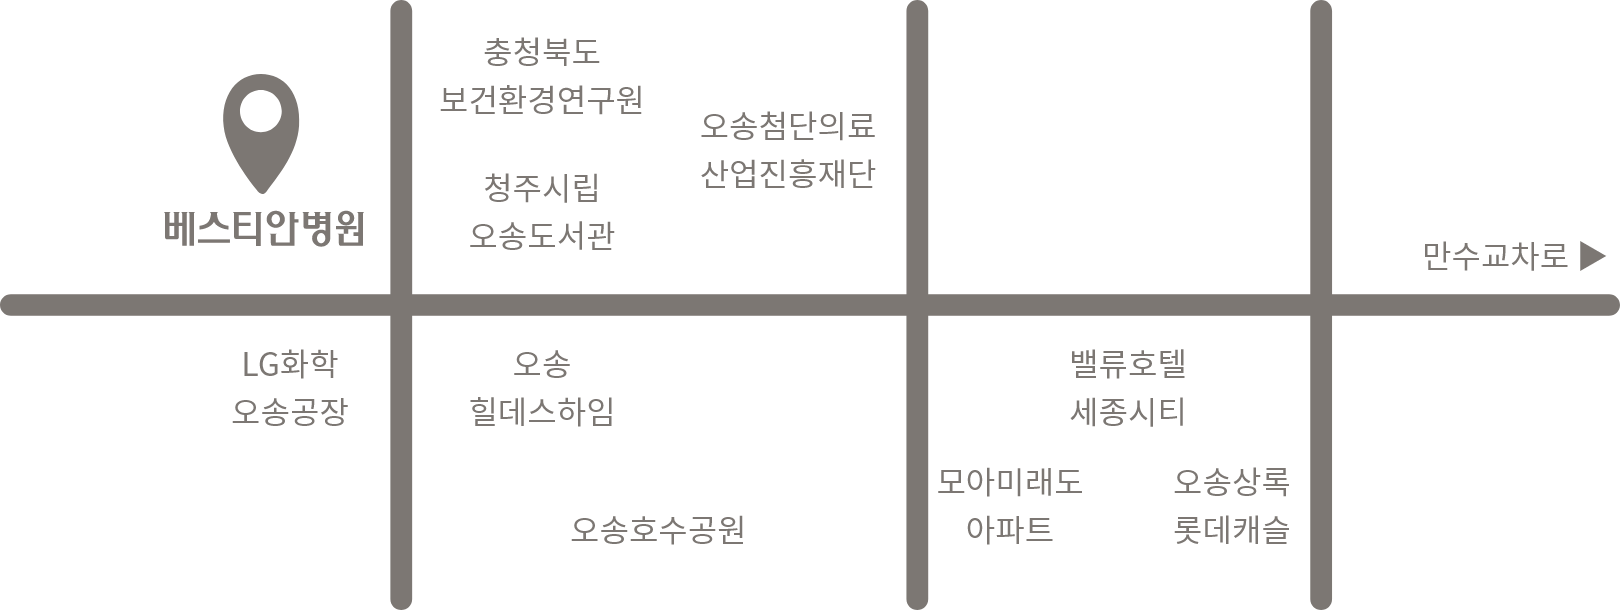 충청북도
보건환경연구원
오송첨단의료
산업진흥재단
청주시립
오송도서관
베스티안병원
만수교차로 ▶
LG화학
오송공장
오송
힐데스하임
밸류호텔
세종시티
오송호수공원
모아미래도
아파트
오송상록
롯데캐슬